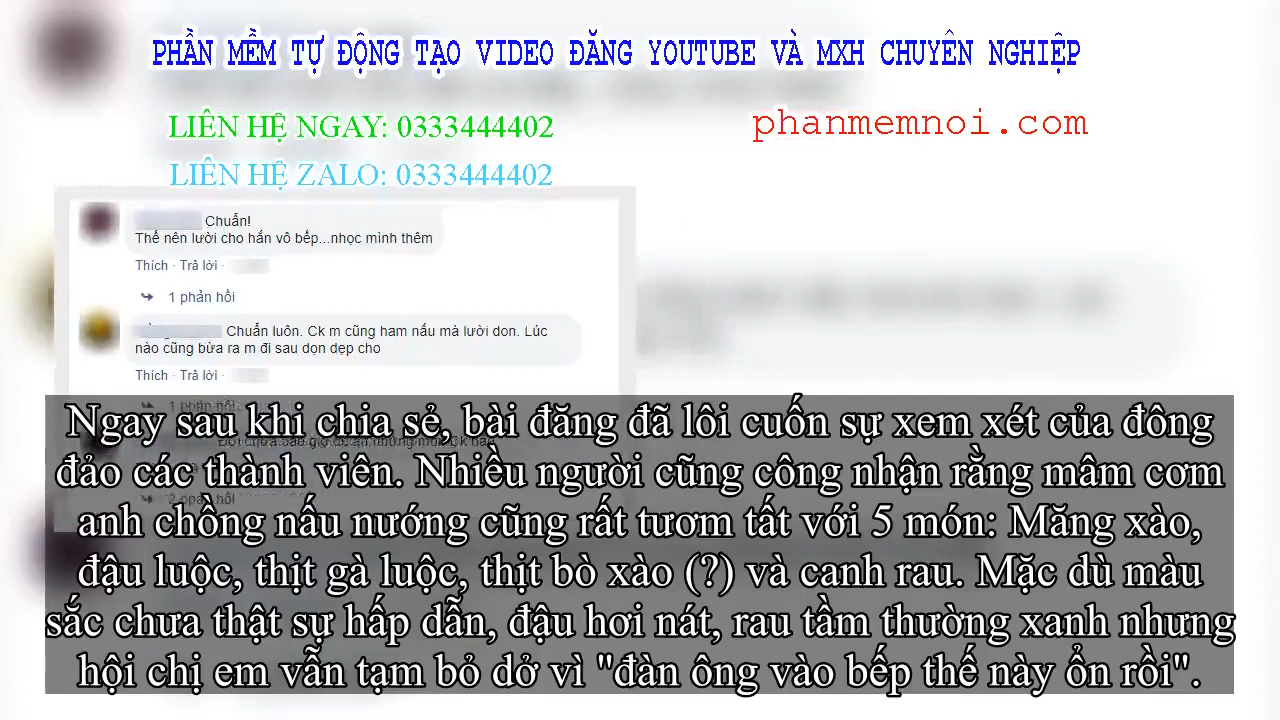 PHẦN MỀM TỰ ĐỘNG TẠO VIDEO ĐĂNG YOUTUBE VÀ MXH CHUYÊN NGHIỆP
LIÊN HỆ NGAY: 0333444402
phanmemnoi.com
LIÊN HỆ ZALO: 0333444402
Chuẩn!
Thế nên lười cho hắn vô bếp...nhọc mình thêm
Thích · Trả lời ·
1 phản hồi
Chuẩn luôn. Ck m cũng ham nấu mà lười don. Lúc
nào cũng bừa ra m đi sau dọn dẹp cho
Thích · Trả lời ·
1 phản hồi
2 phản hồi
Ngay sau khi chia sẻ, bài đăng đã lôi cuốn sự xem xét của đông
đảo các thành viên. Nhiều người cũng công nhận rằng mâm cơm
anh chồng nấu nướng cũng rất tươm tất với 5 món: Măng xào,
đậu luộc, thịt gà luộc, thịt bò xào (?) và canh rau. Mặc dù màu
sắc chưa thật sự hấp dẫn, đậu hơi nát, rau tầm thường xanh nhưng
hội chị em vẫn tạm bỏ dở vì "đàn ông vào bếp thế này ổn rồi".